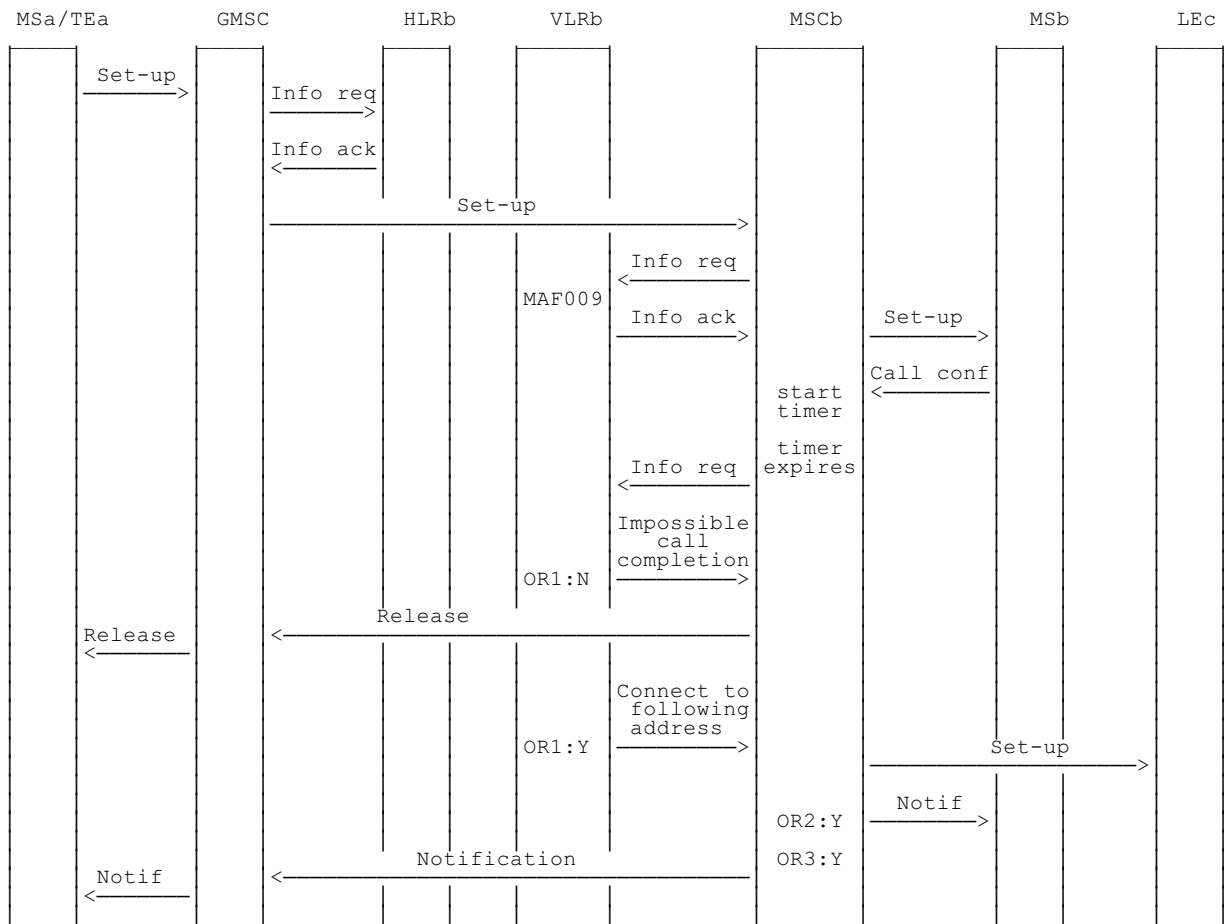 MSa/TEa GMSC HLRb VLRb MSCb MSb LEc
Set-up
Info req
Info ack
Set-up
Info req
MAF009
Info ack Set-up
Call conf
start
timer
timer
Info req expires
Impossible
call
completion
OR1:N
Release
Release
Connect to
following
address
OR1:Y Set-up
Notif
OR2:Y
Notification OR3:Y
Notif